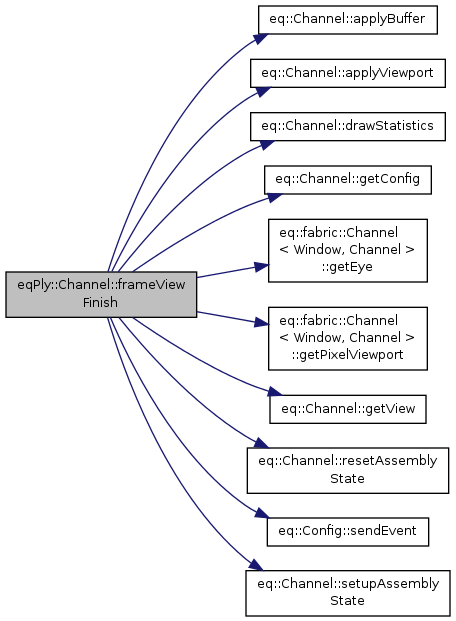 eq::Channel::applyBuffer
eq::Channel::applyViewport
eq::Channel::drawStatistics
eq::Channel::getConfig
eq::fabric::Channel
< Window, Channel >
::getEye
eqPly::Channel::frameView
Finish
eq::fabric::Channel
< Window, Channel >
::getPixelViewport
eq::Channel::getView
eq::Channel::resetAssembly
State
eq::Config::sendEvent
eq::Channel::setupAssembly
State